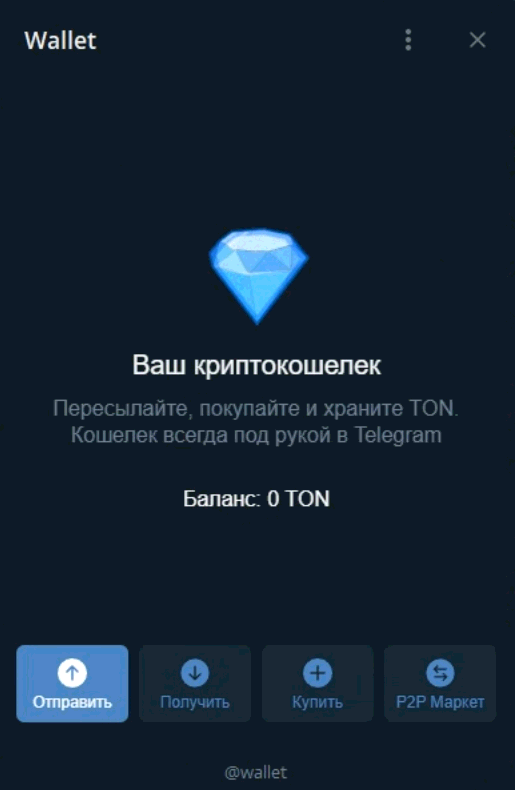 Wallet
Ваш криптокошелек
Пересылайте, покупайте и храните TON.
Кошелек всегда под рукой в Telegram
Баланс: 0 TON
Отправить
Получить
Купить
P2P Маркет
@wallet